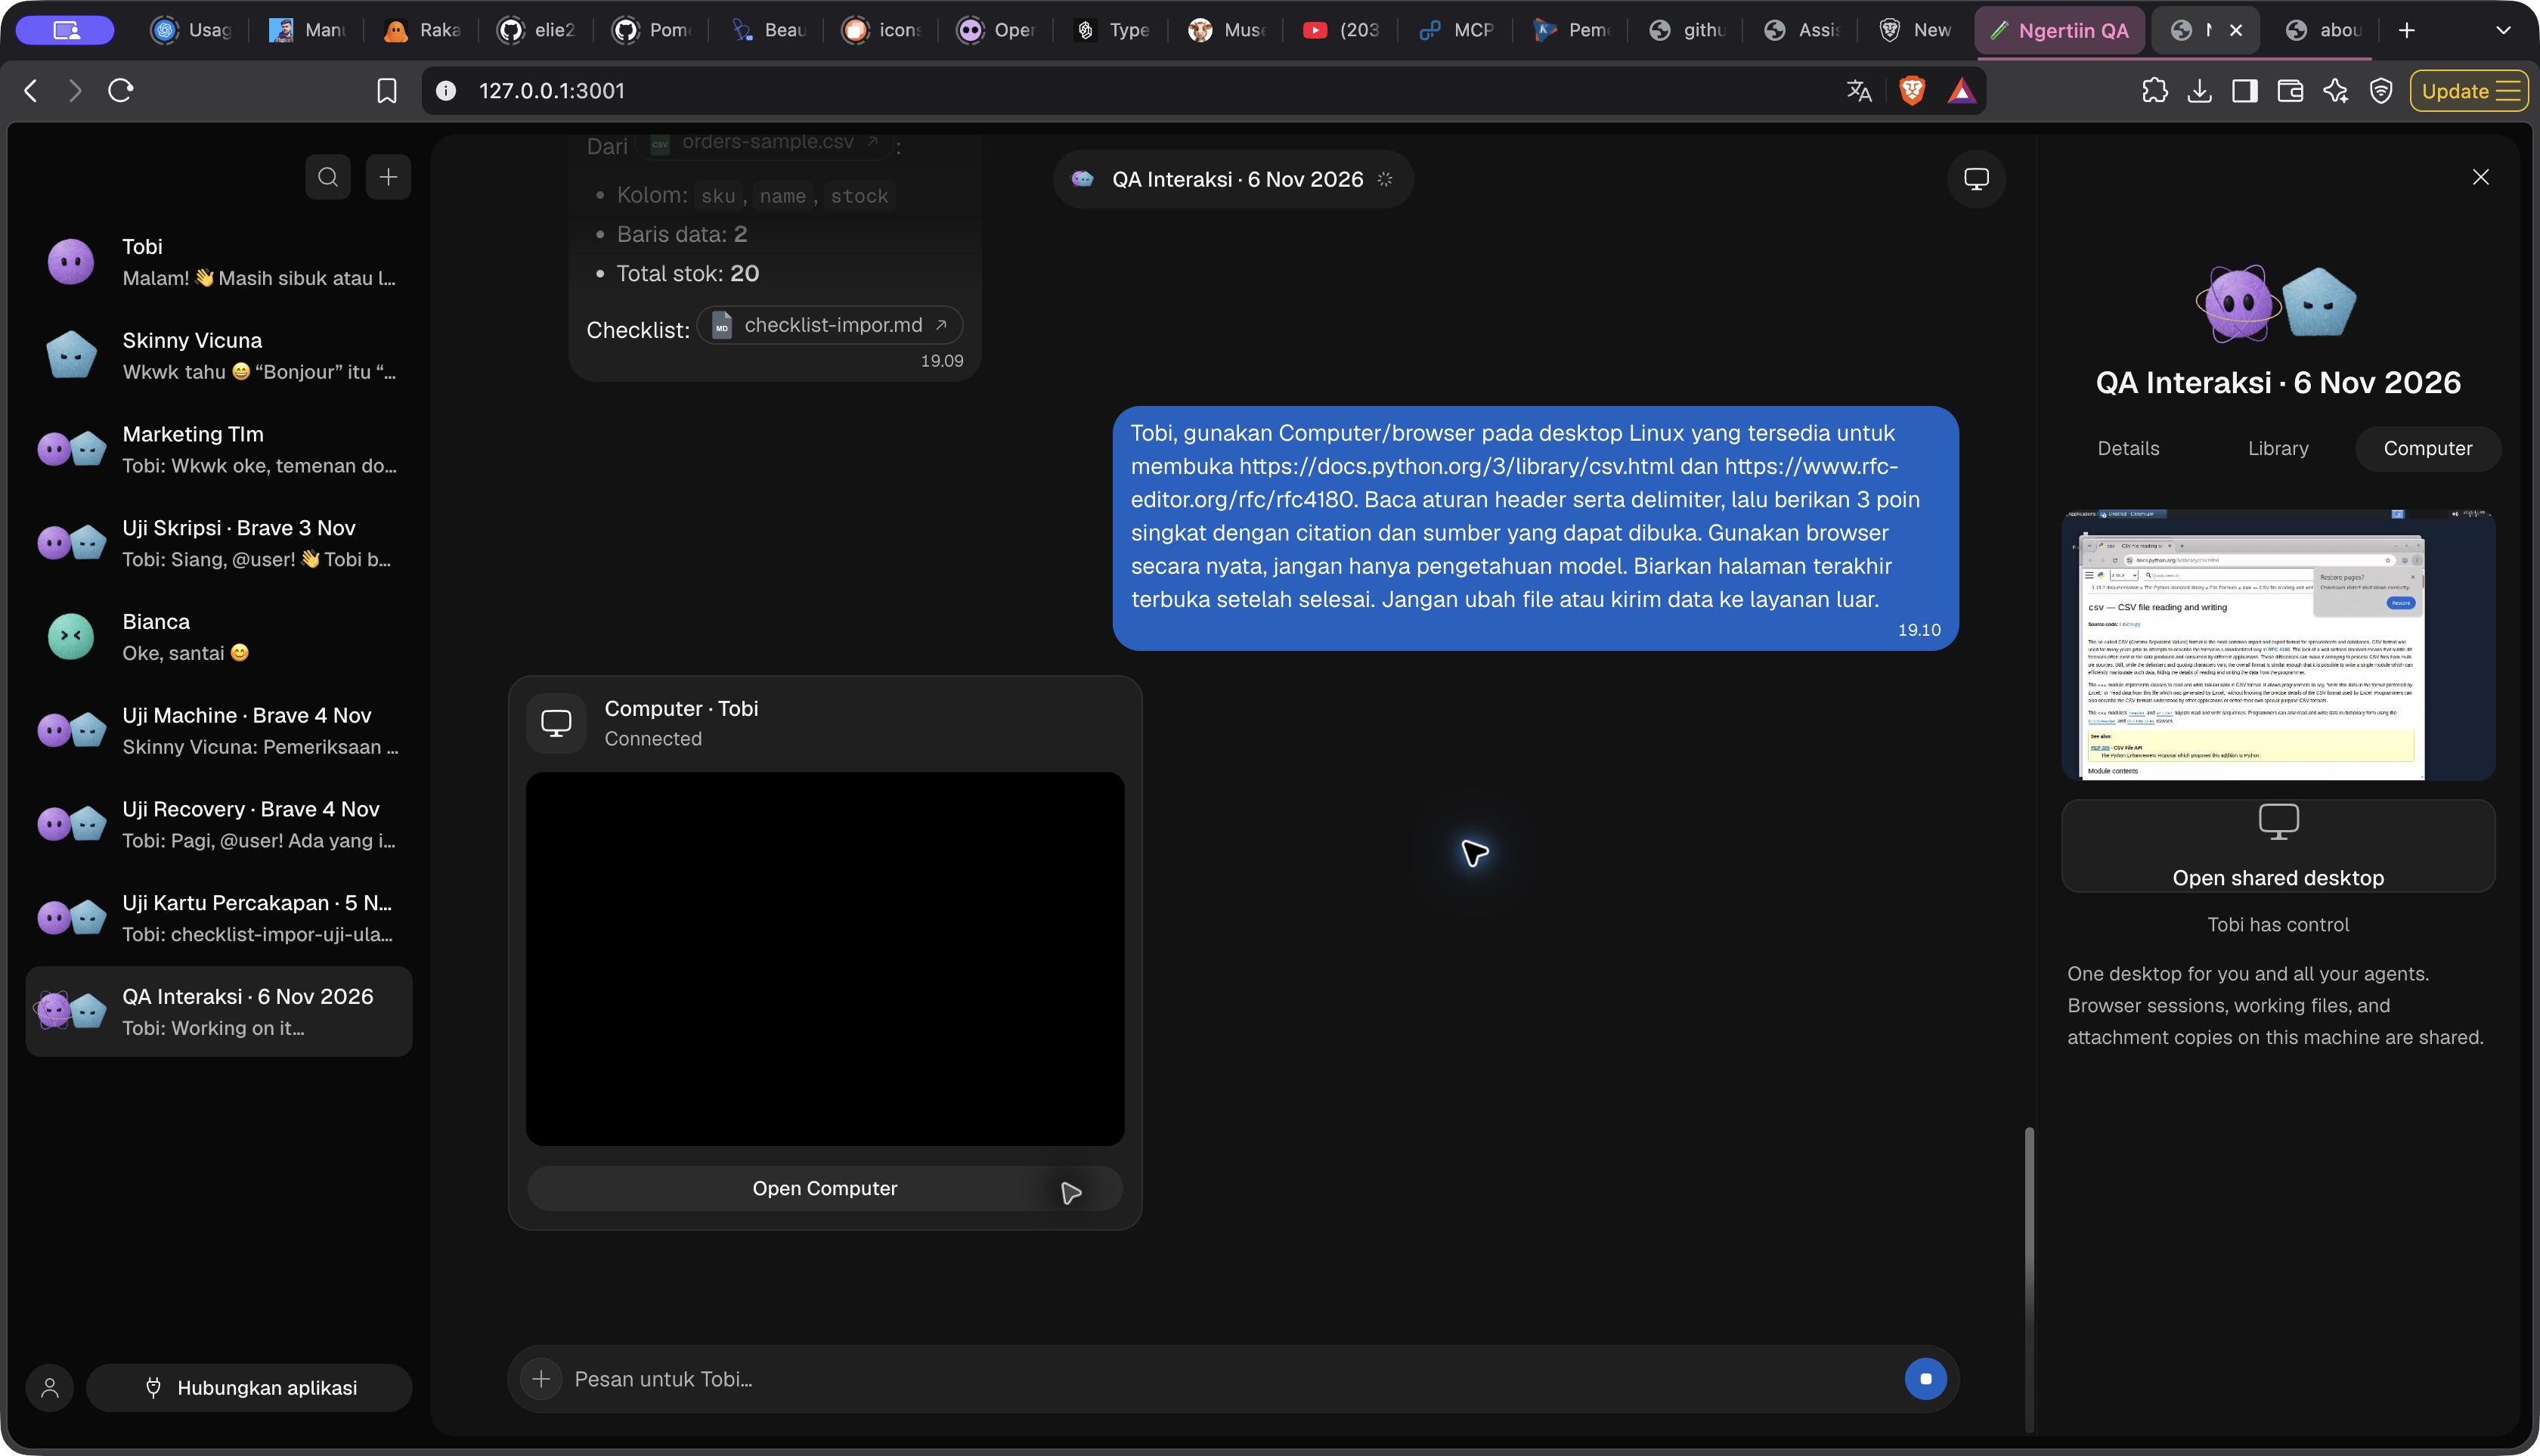 Usag
Manu
Raka
elie2
Pom
Beau
icons
Oper
Type
Muse
(203
MCP
Pem
githu
Assis
New
Ngertiin QA
abou
127.0.0.1:3001
Update
Tobi
Malam! 👋 Masih sibuk atau l...
Skinny Vicuna
Wkwk tahu 😄 “Bonjour” itu “...
Marketing TIm
Tobi: Wkwk oke, temenan do...
Uji Skripsi · Brave 3 Nov
Tobi: Siang, @user! 👋 Tobi b...
Bianca
Oke, santai 😊
Uji Machine · Brave 4 Nov
Skinny Vicuna: Pemeriksaan ...
Uji Recovery · Brave 4 Nov
Tobi: Pagi, @user! Ada yang i...
Uji Kartu Percakapan · 5 N...
Tobi: checklist-impor-uji-ula...
QA Interaksi · 6 Nov 2026
Tobi: Working on it...
Hubungkan aplikasi
QA Interaksi · 6 Nov 2026
Dari CSV orders-sample.csv ↗ :
• Kolom: sku , name , stock
• Baris data: 2
• Total stok: 20
Checklist: MD checklist-impor.md ↗
19.09
Tobi, gunakan Computer/browser pada desktop Linux yang tersedia untuk
membuka https://docs.python.org/3/library/csv.html dan https://www.rfc-
editor.org/rfc/rfc4180. Baca aturan header serta delimiter, lalu berikan 3 poin
singkat dengan citation dan sumber yang dapat dibuka. Gunakan browser
secara nyata, jangan hanya pengetahuan model. Biarkan halaman terakhir
terbuka setelah selesai. Jangan ubah file atau kirim data ke layanan luar.
19.10
Computer · Tobi
Connected
Open Computer
Pesan untuk Tobi...
QA Interaksi · 6 Nov 2026
Details
Library
Computer
Restore pages?
Restore
csv — CSV file reading and writing
Source code:
See also:
Module contents
Open shared desktop
Tobi has control
One desktop for you and all your agents.
Browser sessions, working files, and
attachment copies on this machine are shared.